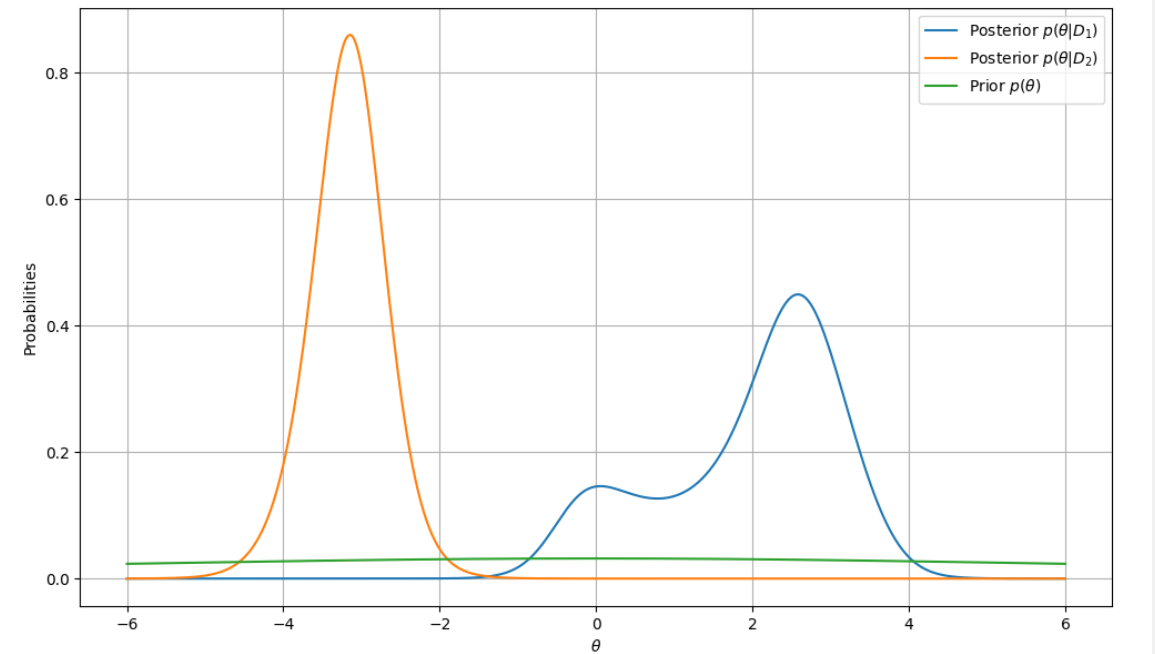 Posterior p(θ|D₁)
Posterior p(θ|D₂)
Prior p(θ)
Probabilities
0.8
0.6
0.4
0.2
0.0
−6 −4 −2 0 2 4 6
θ